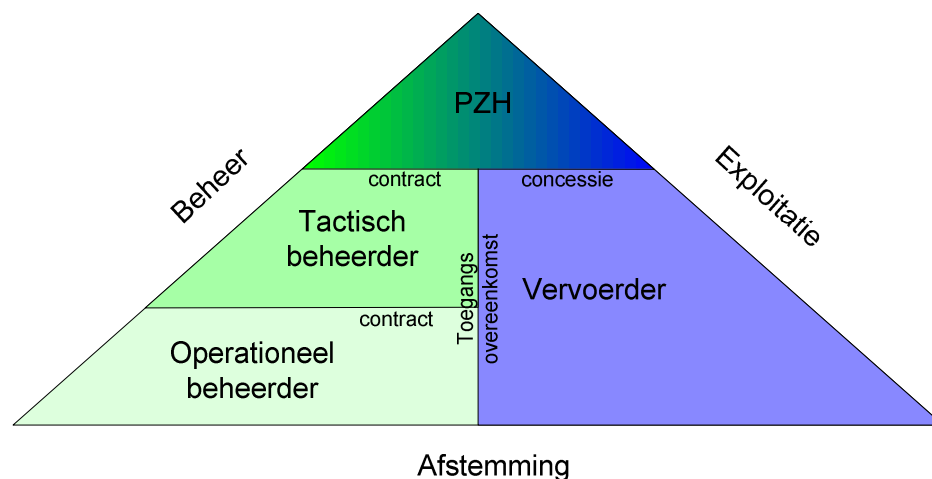 PZH
Beheer
Exploitatie
contract
concessie
Tactisch
beheerder
Toegangs
overeenkomst
Vervoerder
contract
Operationeel
beheerder
Afstemming